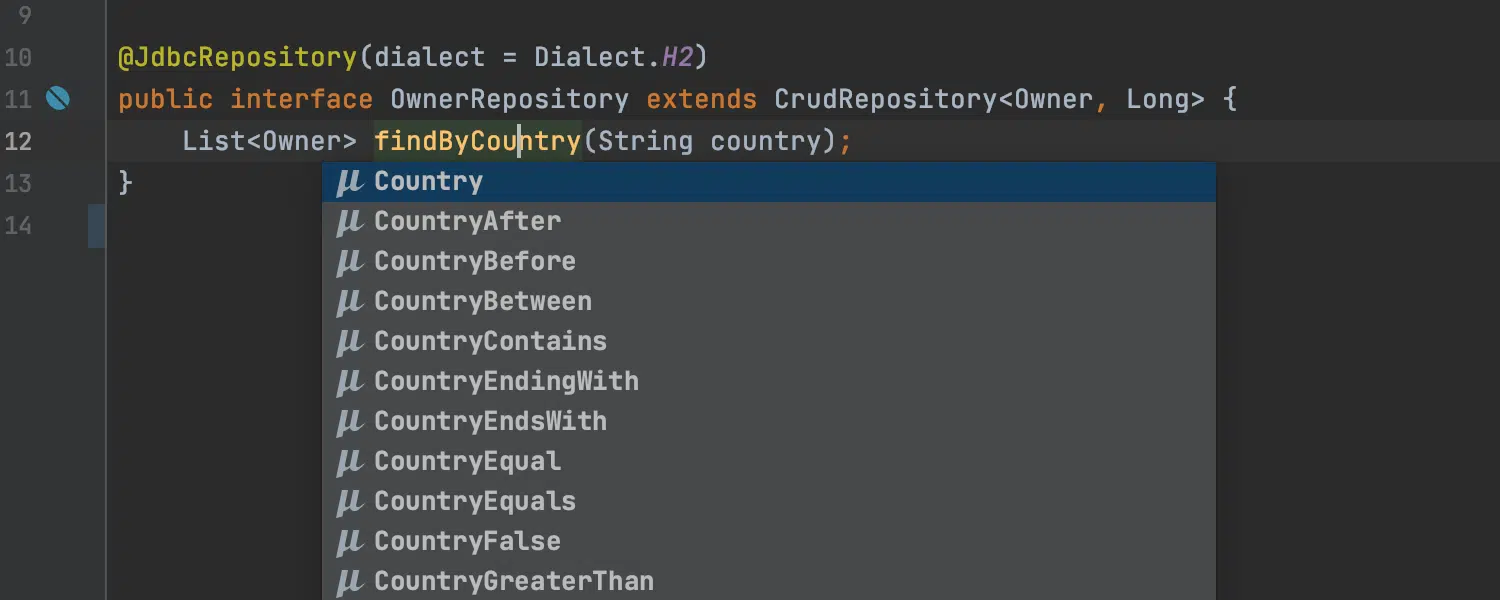 9
10 @JdbcRepository(dialect = Dialect.H2)
11 public interface OwnerRepository extends CrudRepository<Owner, Long> {
12 List<Owner> findByCountry(String country);
μ Country
13 }
μ CountryAfter
14
μ CountryBefore
μ CountryBetween
μ CountryContains
μ CountryEndingWith
μ CountryEndsWith
μ CountryEqual
μ CountryEquals
μ CountryFalse
μ CountryGreaterThan